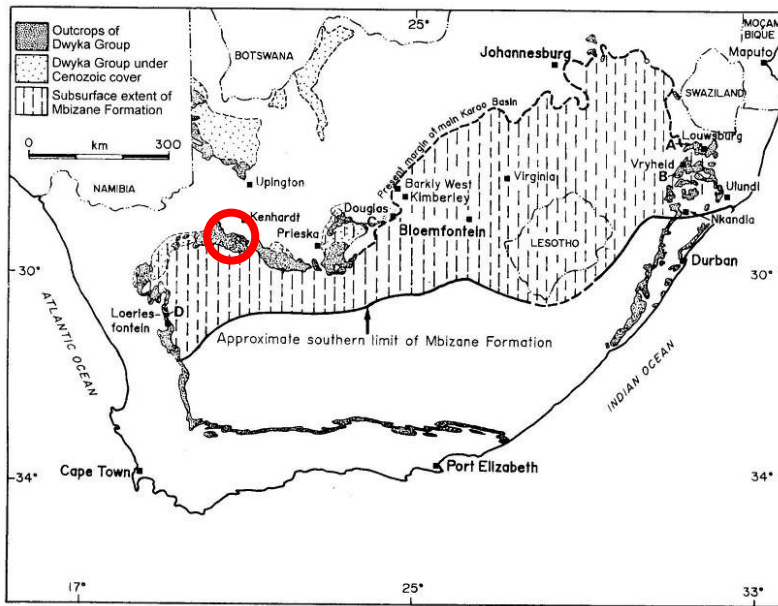 25°
33°
MOÇAM
BIQUE
Maputo
Outcrops of
Dwyka Group
Dwyka Group under
Cenozoic cover
Subsurface extent of
Mbizane Formation
km
0
300
BOTSWANA
NAMIBIA
Johannesburg
SWAZILAND
Present margin of main Karoo Basin
A
Louwsburg
Vryheid
B
Ulundi
Nkandla
Upington
Barkly West
Kimberley
Virginia
Kenhardt
Douglas
C
Prieska
Bloemfontein
LESOTHO
Durban
30°
30°
Loeries-
fontein
D
Approximate southern limit of Mbizane Formation
ATLANTIC OCEAN
INDIAN OCEAN
34°
34°
Cape Town
Port Elizabeth
17°
25°
33°